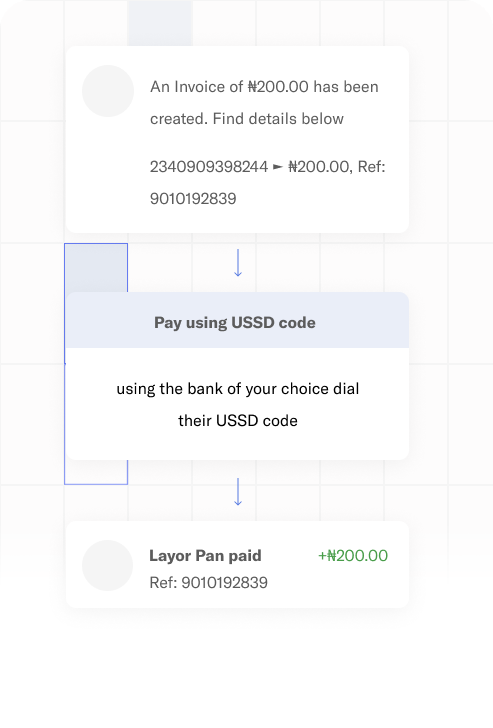 An Invoice of ₦200.00 has been
created. Find details below
2340909398244 ► ₦200.00, Ref:
9010192839
Pay using USSD code
using the bank of your choice dial
their USSD code
Layor Pan paid +₦200.00
Ref: 9010192839